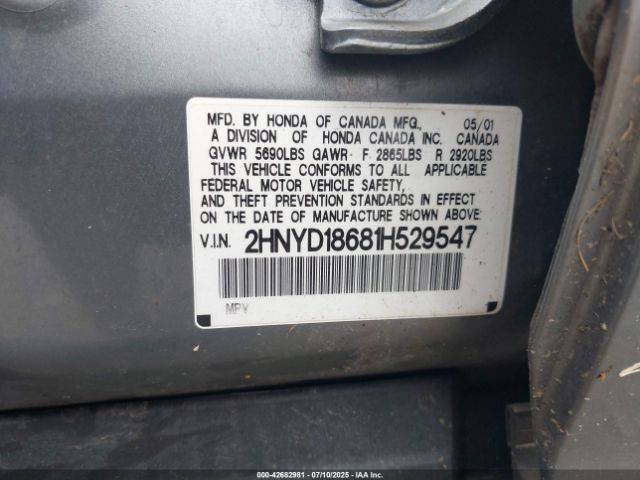 MFD. BY HONDA OF CANADA MFG., 05/01
A DIVISION OF HONDA CANADA INC. CANADA
GVWR 5690LBS GAWR F 2865LBS R 2920LBS
THIS VEHICLE CONFORMS TO ALL APPLICABLE
FEDERAL MOTOR VEHICLE SAFETY,
AND THEFT PREVENTION STANDARDS IN EFFECT
ON THE DATE OF MANUFACTURE SHOWN ABOVE.
V.I.N. 2HNYD18681H529547
MPV
000-42682981 - 07/10/2025 - IAAI.COM